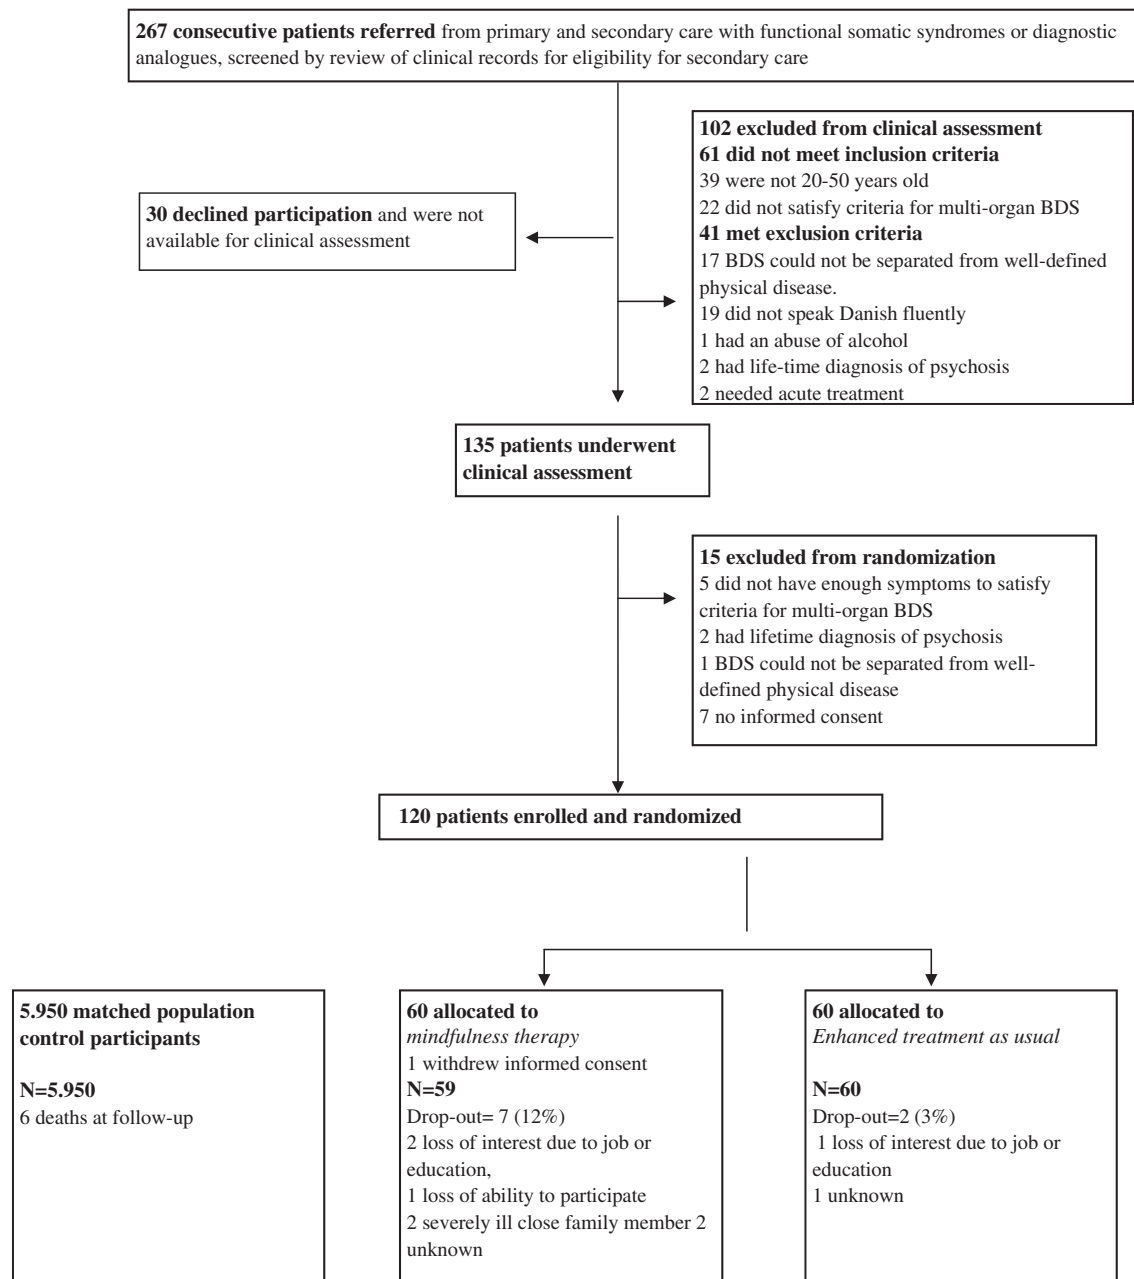 267 consecutive patients referred from primary and secondary care with functional somatic syndromes or diagnostic
analogues, screened by review of clinical records for eligibility for secondary care
102 excluded from clinical assessment
61 did not meet inclusion criteria
39 were not 20-50 years old
22 did not satisfy criteria for multi-organ BDS
41 met exclusion criteria
17 BDS could not be separated from well-defined
physical disease.
19 did not speak Danish fluently
1 had an abuse of alcohol
2 had life-time diagnosis of psychosis
2 needed acute treatment
30 declined participation and were not
available for clinical assessment
135 patients underwent
clinical assessment
15 excluded from randomization
5 did not have enough symptoms to satisfy
criteria for multi-organ BDS
2 had lifetime diagnosis of psychosis
1 BDS could not be separated from well-
defined physical disease
7 no informed consent
120 patients enrolled and randomized
5.950 matched population
control participants
N=5.950
6 deaths at follow-up
60 allocated to
mindfulness therapy
1 withdrew informed consent
N=59
Drop-out= 7 (12%)
2 loss of interest due to job or
education,
1 loss of ability to participate
2 severely ill close family member 2
unknown
60 allocated to
Enhanced treatment as usual
N=60
Drop-out=2 (3%)
1 loss of interest due to job or
education
1 unknown